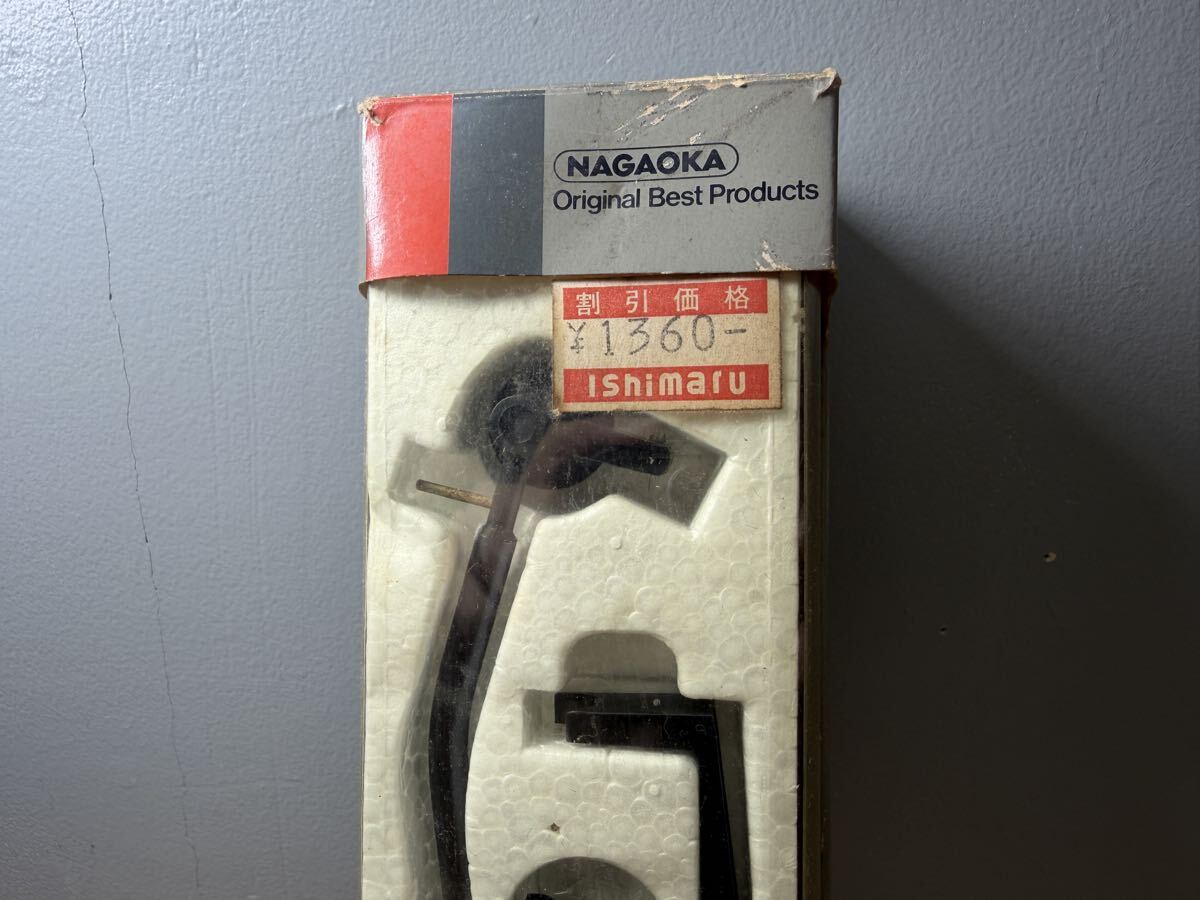 NAGAOKA
Original Best Products
割引価格
¥1360-
Ishimaru